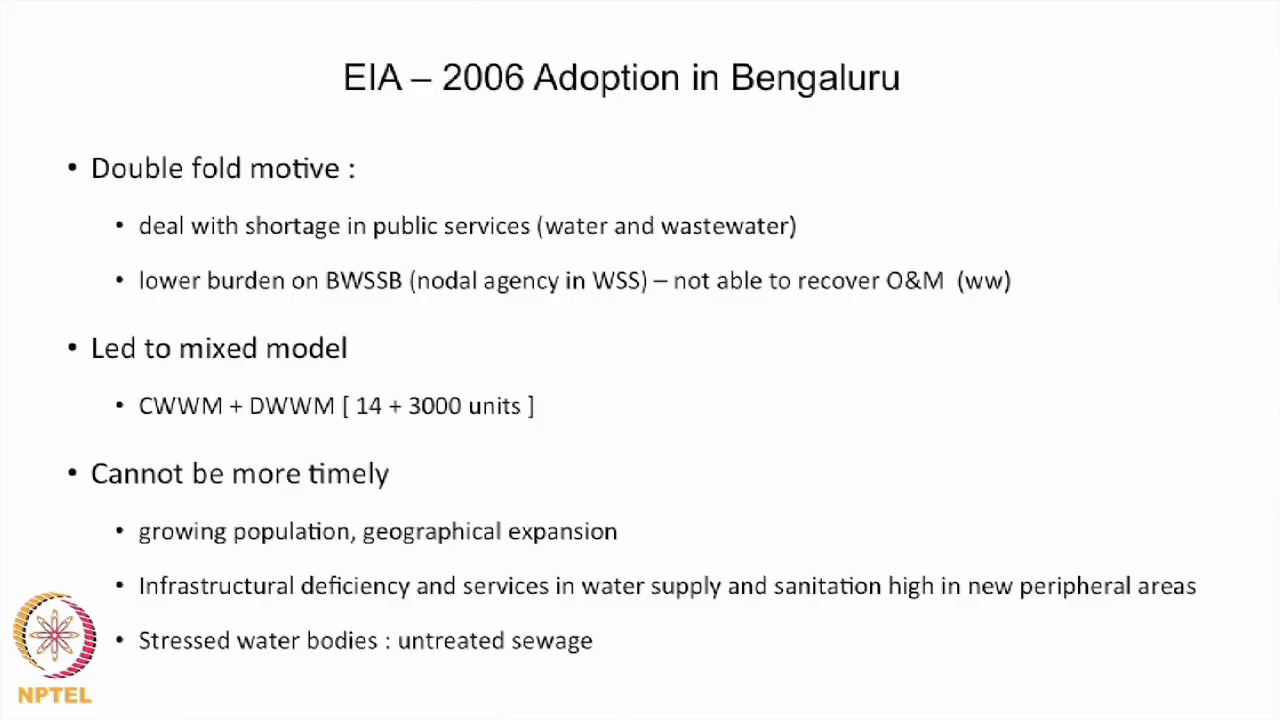 EIA – 2006 Adoption in Bengaluru
• Double fold motive :
• deal with shortage in public services (water and wastewater)
• lower burden on BWSSB (nodal agency in WSS) – not able to recover O&M (ww)
• Led to mixed model
• CWWM + DWWM [ 14 + 3000 units ]
• Cannot be more timely
• growing population, geographical expansion
• Infrastructural deficiency and services in water supply and sanitation high in new peripheral areas
• Stressed water bodies : untreated sewage
NPTEL